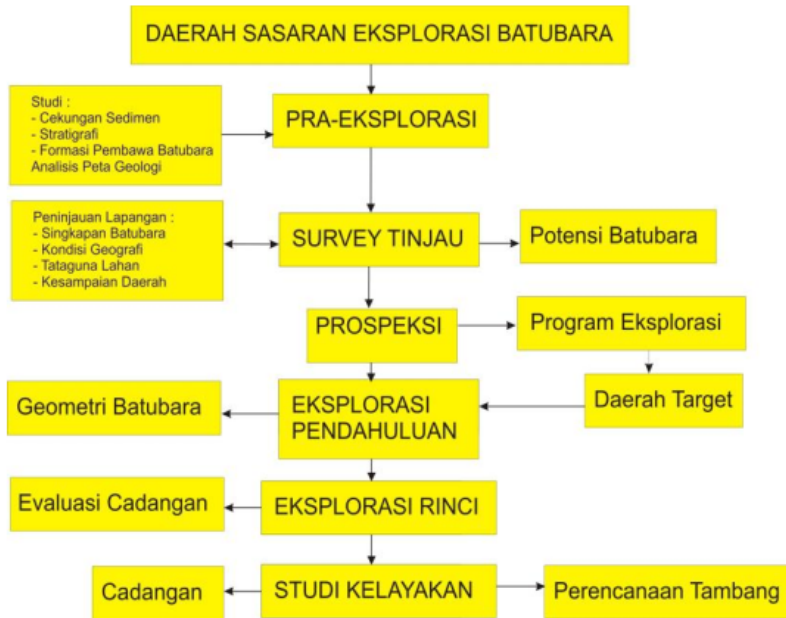 DAERAH SASARAN EKSPLORASI BATUBARA
Studi :
- Cekungan Sedimen
- Stratigrafi
- Formasi Pembawa Batubara
Analisis Peta Geologi
PRA-EKSPLORASI
Peninjauan Lapangan :
- Singkapan Batubara
- Kondisi Geografi
- Tataguna Lahan
- Kesampaian Daerah
SURVEY TINJAU
Potensi Batubara
PROSPEKSI
Program Eksplorasi
Geometri Batubara
EKSPLORASI
PENDAHULUAN
Daerah Target
Evaluasi Cadangan
EKSPLORASI RINCI
Cadangan
STUDI KELAYAKAN
Perencanaan Tambang